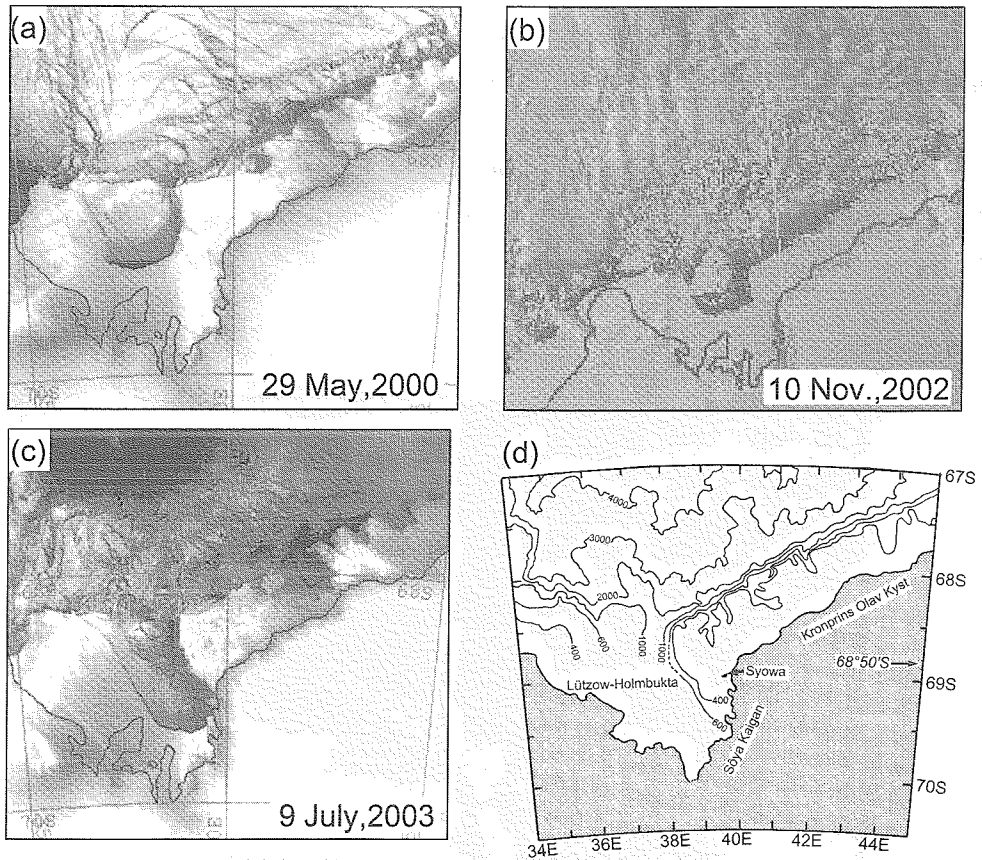 (a)
29 May,2000
(b)
10 Nov.,2002
(c)
68S
9 July,2003
(d)
67S
4000
3000
68S
2000
Kronprins Olav Kyst
400
600
1000
1000
68°50'S
Syowa
Lützow-Holmbukta
69S
400
600
Sôya Kaigan
70S
34E 36E 38E 40E 42E 44E